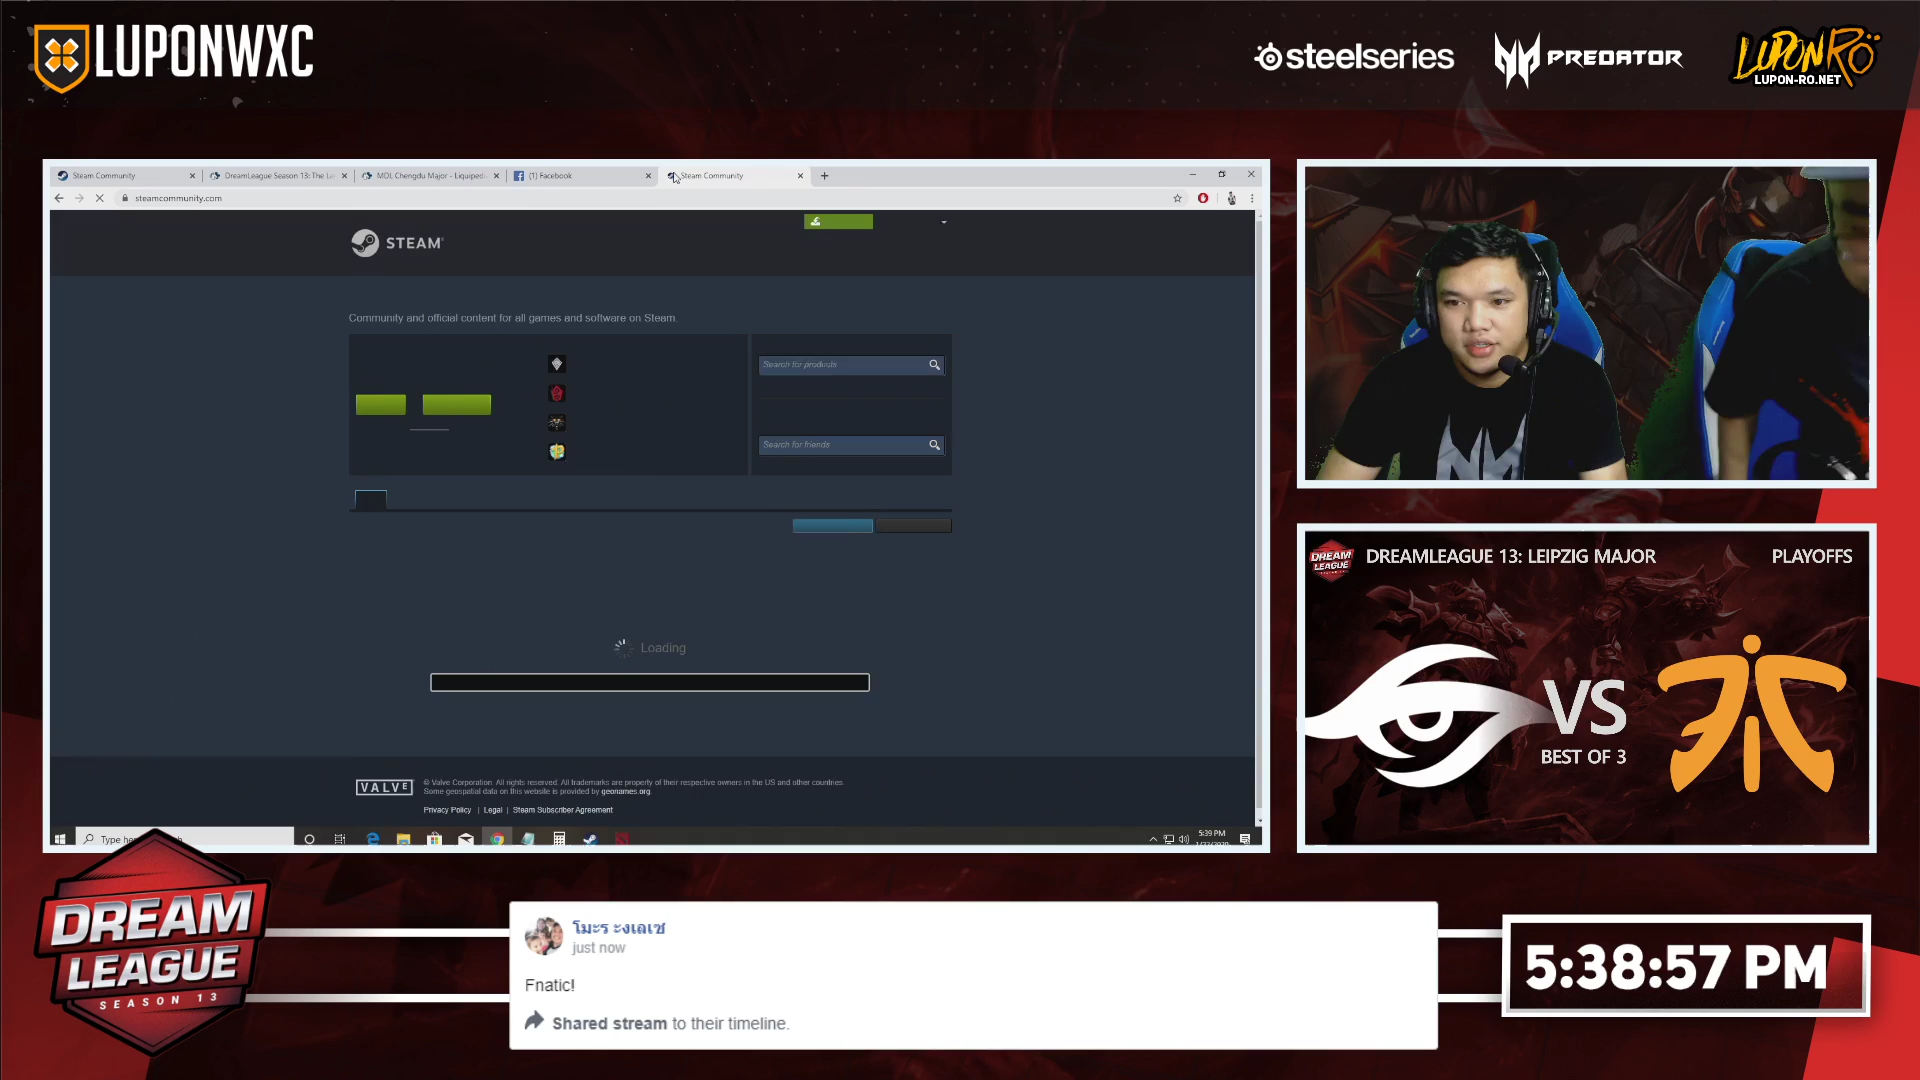 LUPONWXC
steelseries
PREDATOR
LUPONRÖ
LUPON-RO.NET
Steam Community
DreamLeague Season 13: The Le
MDL Chengdu Major - Liquipedi
(1) Facebook
Steam Community
steamcommunity.com
STEAM
Community and official content for all games and software on Steam.
Search for products
Search for friends
Loading
VALVE
© Valve Corporation. All rights reserved. All trademarks are property of their respective owners in the US and other countries.
Some geospatial data on this website is provided by geonames.org.
Privacy Policy | Legal | Steam Subscriber Agreement
Type he
5:39 PM
DREAM LEAGUE
DREAMLEAGUE 13: LEIPZIG MAJOR
PLAYOFFS
VS
BEST OF 3
DREAM
LEAGUE
SEASON 13
โมะร ะงเลเซ
just now
Fnatic!
Shared stream to their timeline.
5:38:57 PM